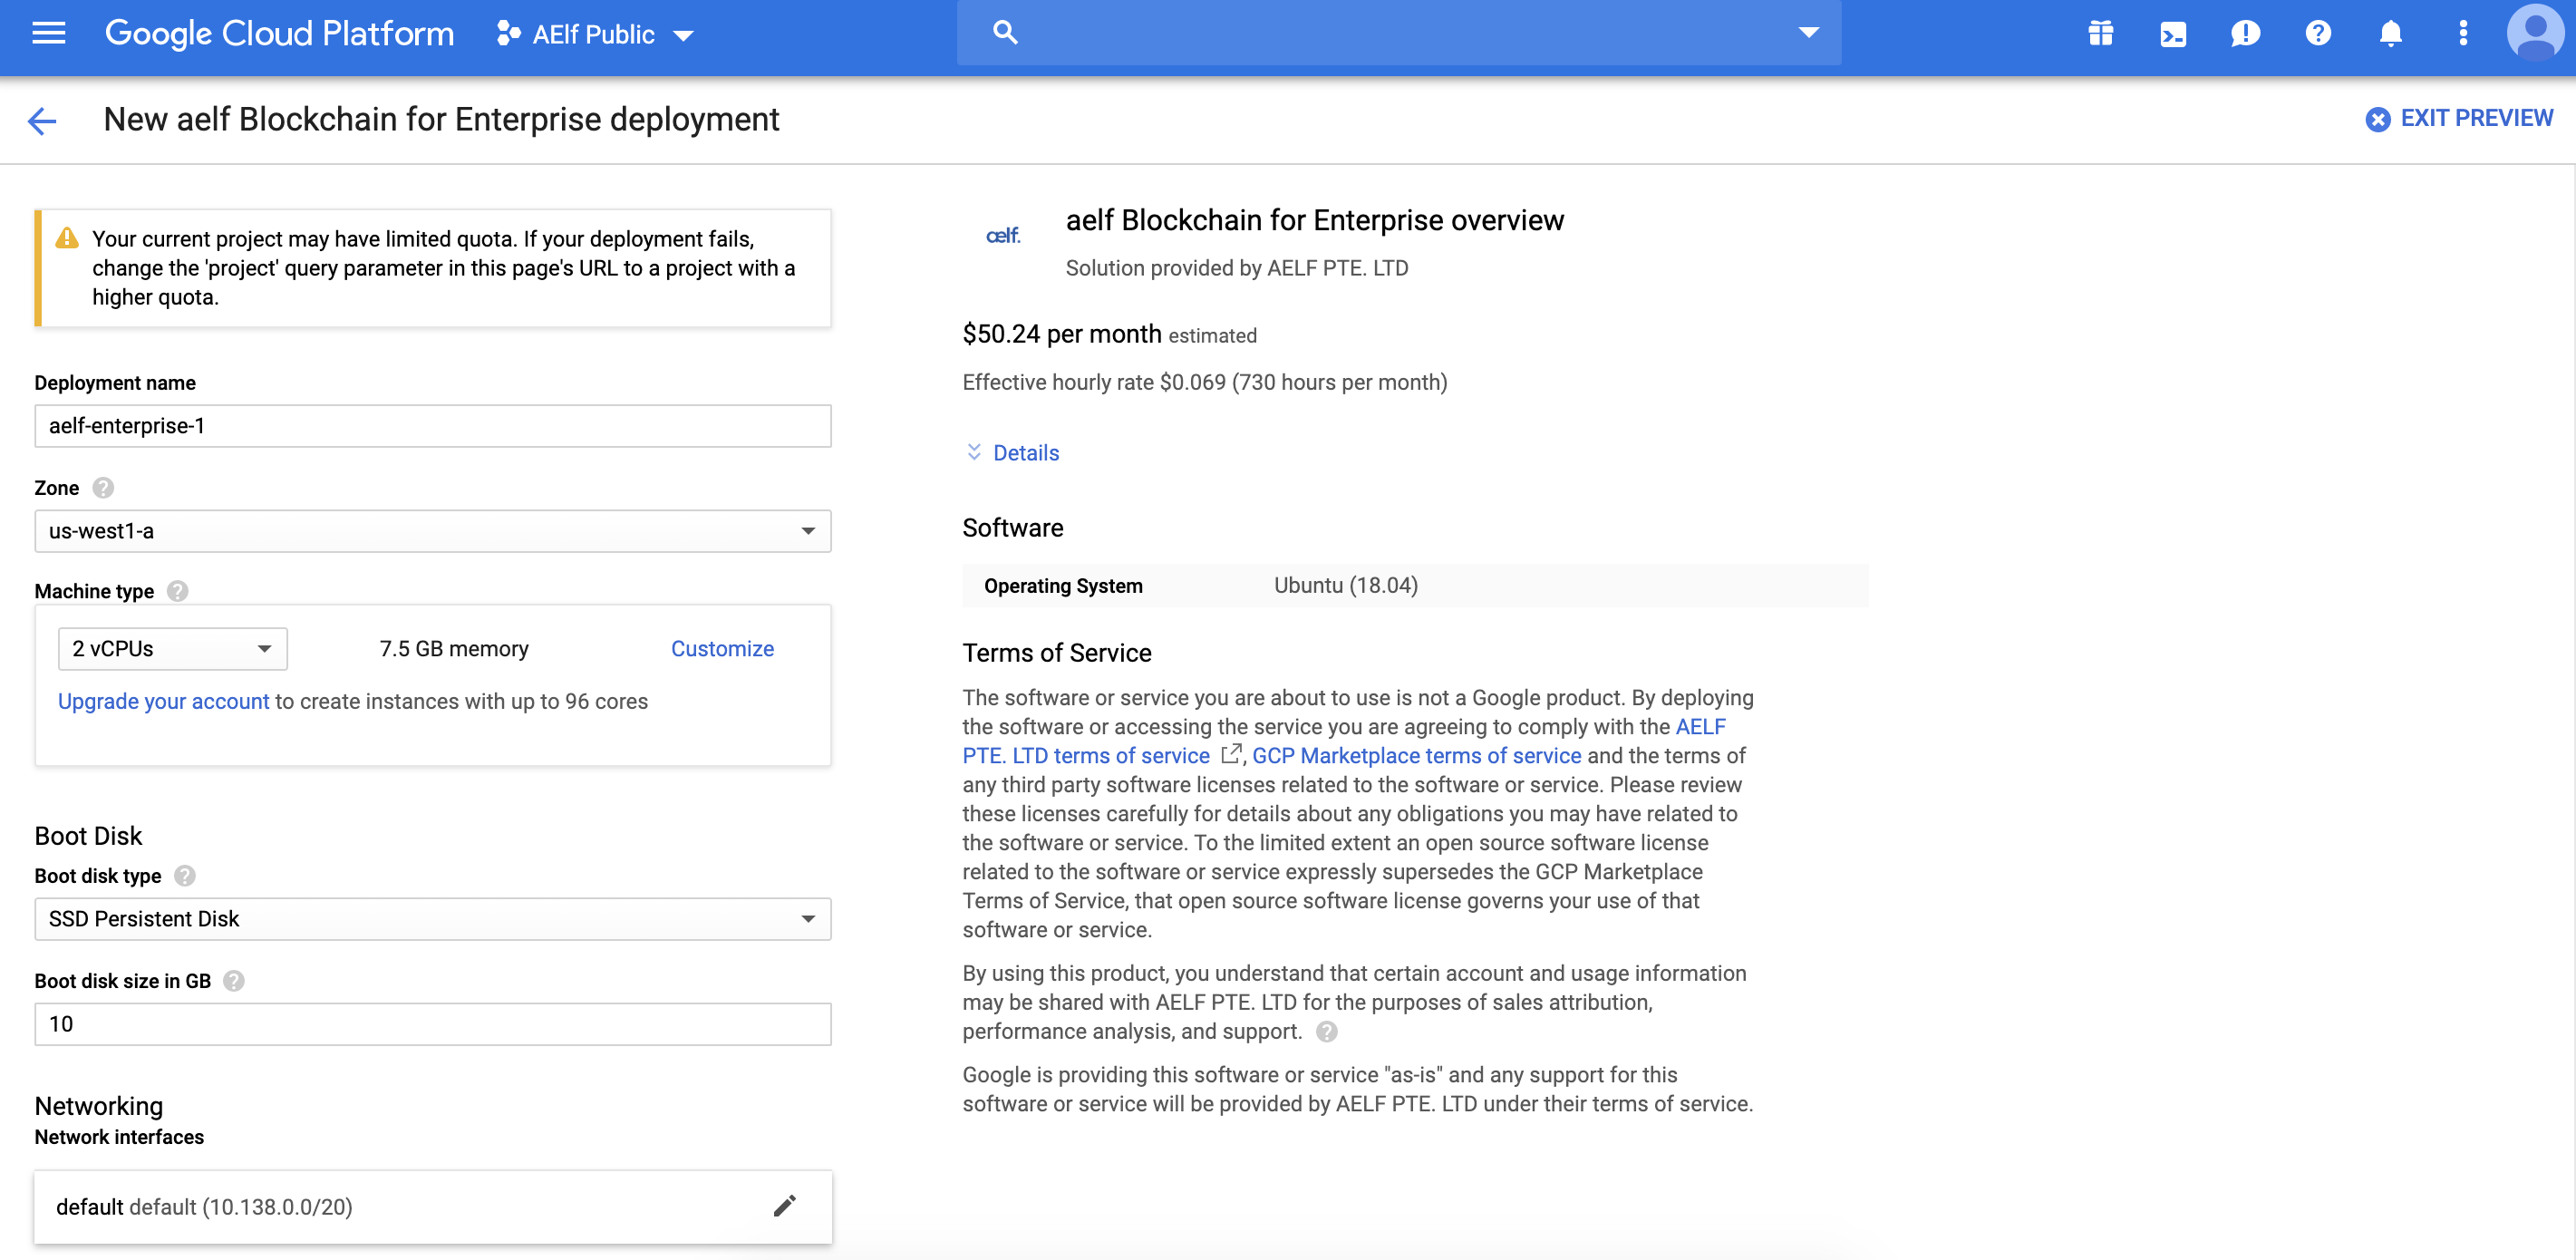 Google Cloud Platform
AElf Public
New aelf Blockchain for Enterprise deployment
EXIT PREVIEW
Your current project may have limited quota. If your deployment fails,
change the 'project' query parameter in this page's URL to a project with a
higher quota.
Deployment name
aelf-enterprise-1
Zone
us-west1-a
Machine type
2 vCPUs
7.5 GB memory
Customize
Upgrade your account to create instances with up to 96 cores
Boot Disk
Boot disk type
SSD Persistent Disk
Boot disk size in GB
10
Networking
Network interfaces
default default (10.138.0.0/20)
ælf.
aelf Blockchain for Enterprise overview
Solution provided by AELF PTE. LTD
$50.24 per month estimated
Effective hourly rate $0.069 (730 hours per month)
Details
Software
Operating System
Ubuntu (18.04)
Terms of Service
The software or service you are about to use is not a Google product. By deploying
the software or accessing the service you are agreeing to comply with the AELF
PTE. LTD terms of service , GCP Marketplace terms of service and the terms of
any third party software licenses related to the software or service. Please review
these licenses carefully for details about any obligations you may have related to
the software or service. To the limited extent an open source software license
related to the software or service expressly supersedes the GCP Marketplace
Terms of Service, that open source software license governs your use of that
software or service.
By using this product, you understand that certain account and usage information
may be shared with AELF PTE. LTD for the purposes of sales attribution,
performance analysis, and support.
Google is providing this software or service "as-is" and any support for this
software or service will be provided by AELF PTE. LTD under their terms of service.